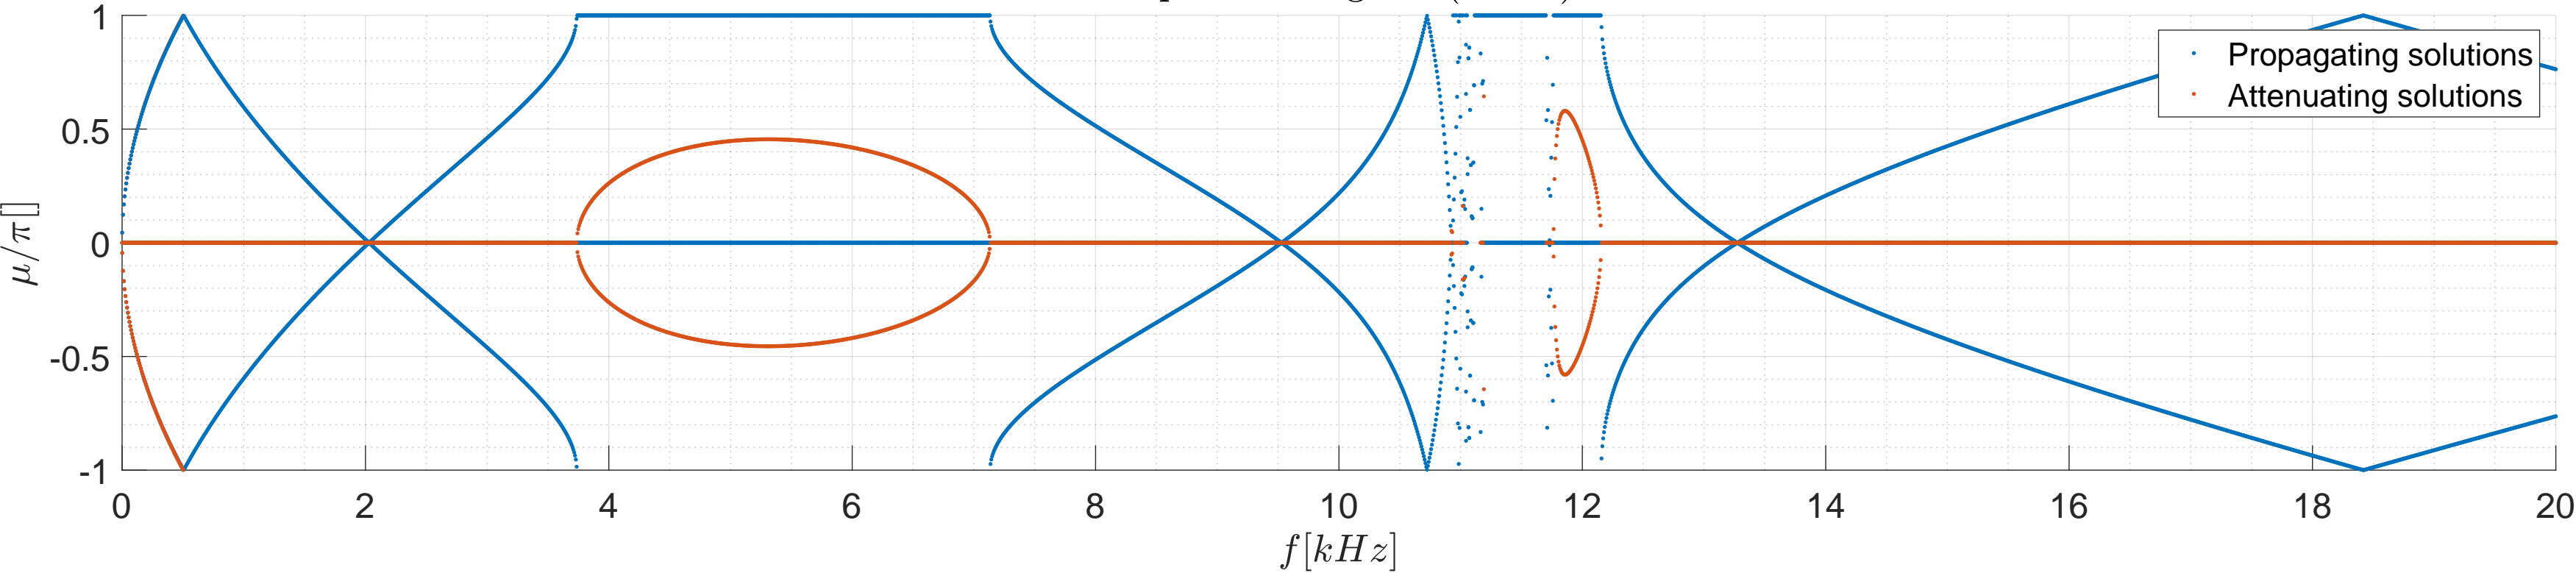 1
0.5
0
-0.5
-1
μ/π[]
Propagating solutions
Attenuating solutions
0 2 4 6 8 10 12 14 16 18 20
f[kHz]